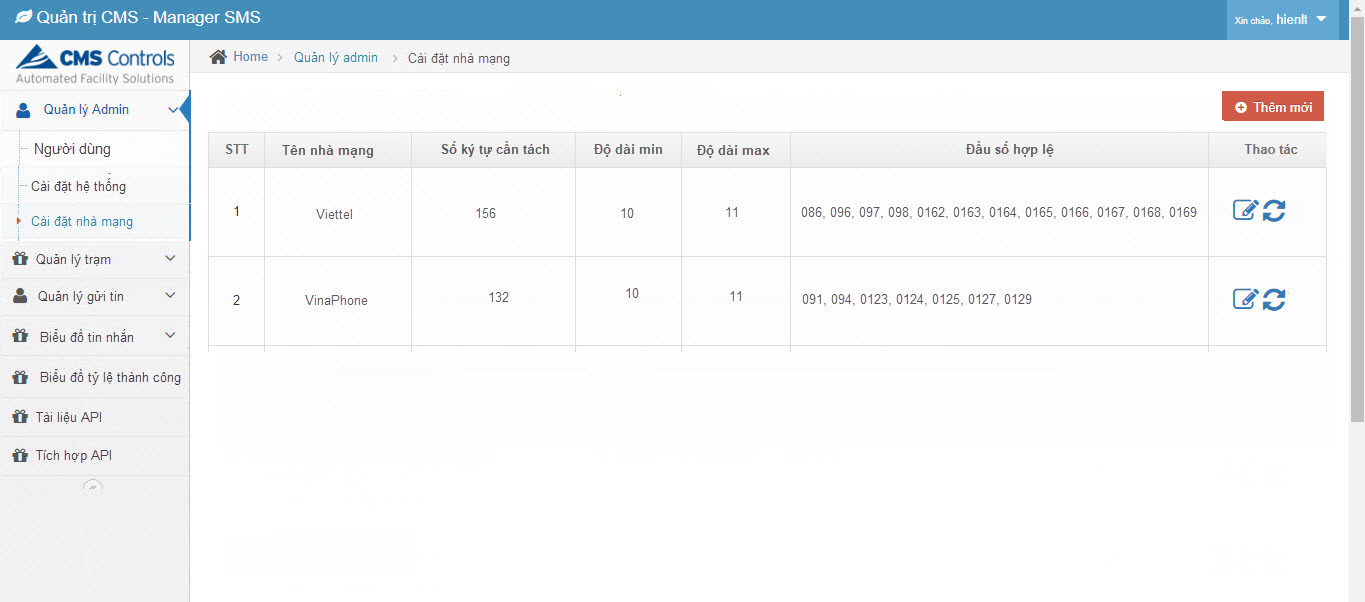 Quản trị CMS - Manager SMS
Xin chào, hienlt
CMS Controls
Automated Facility Solutions
Home > Quản lý admin > Cài đặt nhà mạng
Quản lý Admin
Người dùng
Cài đặt hệ thống
Cài đặt nhà mạng
Quản lý trạm
Quản lý gửi tin
Biểu đồ tin nhắn
Biểu đồ tỷ lệ thành công
Tài liệu API
Tích hợp API
Thêm mới
STT Tên nhà mạng Số ký tự cần tách Độ dài min Độ dài max Đầu số hợp lệ Thao tác
1 Viettel 156 10 11 086, 096, 097, 098, 0162, 0163, 0164, 0165, 0166, 0167, 0168, 0169
2 VinaPhone 132 10 11 091, 094, 0123, 0124, 0125, 0127, 0129